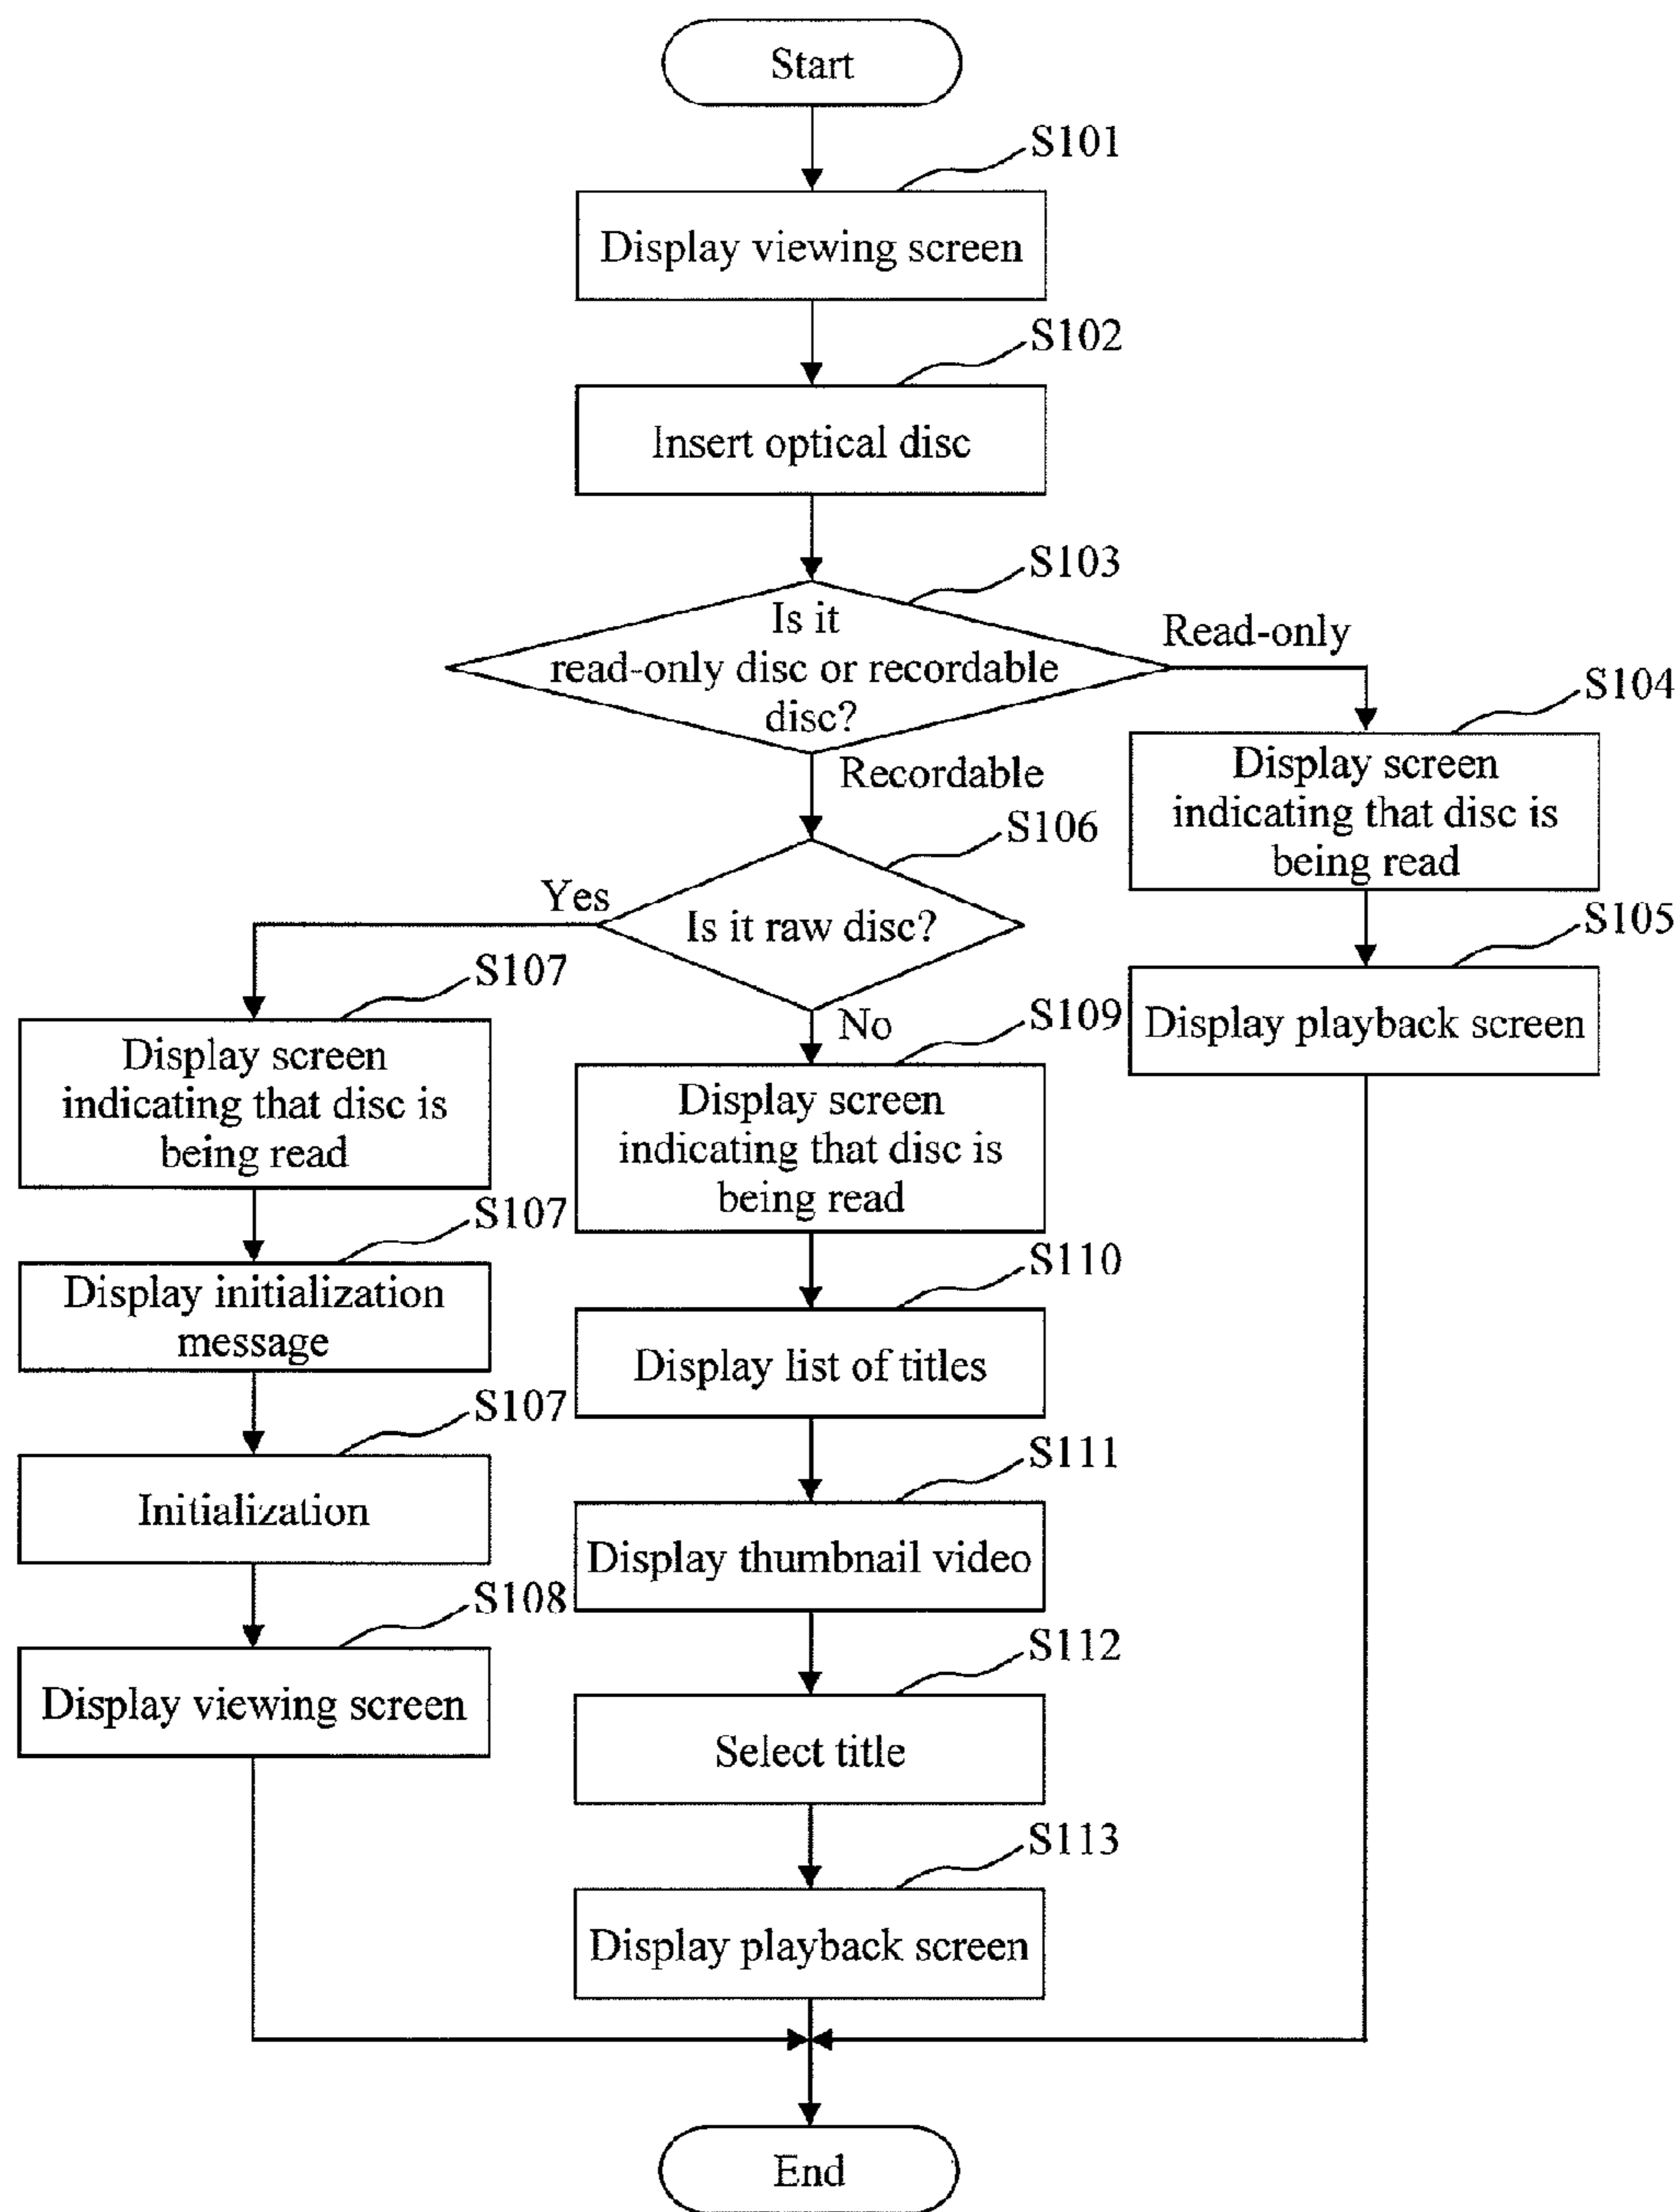 Start
S101
Display viewing screen
S102
Insert optical disc
S103
Is it
read-only disc or recordable
disc?
Read-only
Recordable
S104
Display screen
indicating that disc is
being read
S105
Display playback screen
S106
Is it raw disc?
Yes
No
S107
Display screen
indicating that disc is
being read
S107
Display initialization
message
S107
Initialization
S108
Display viewing screen
S109
Display screen
indicating that disc is
being read
S110
Display list of titles
S111
Display thumbnail video
S112
Select title
S113
Display playback screen
End